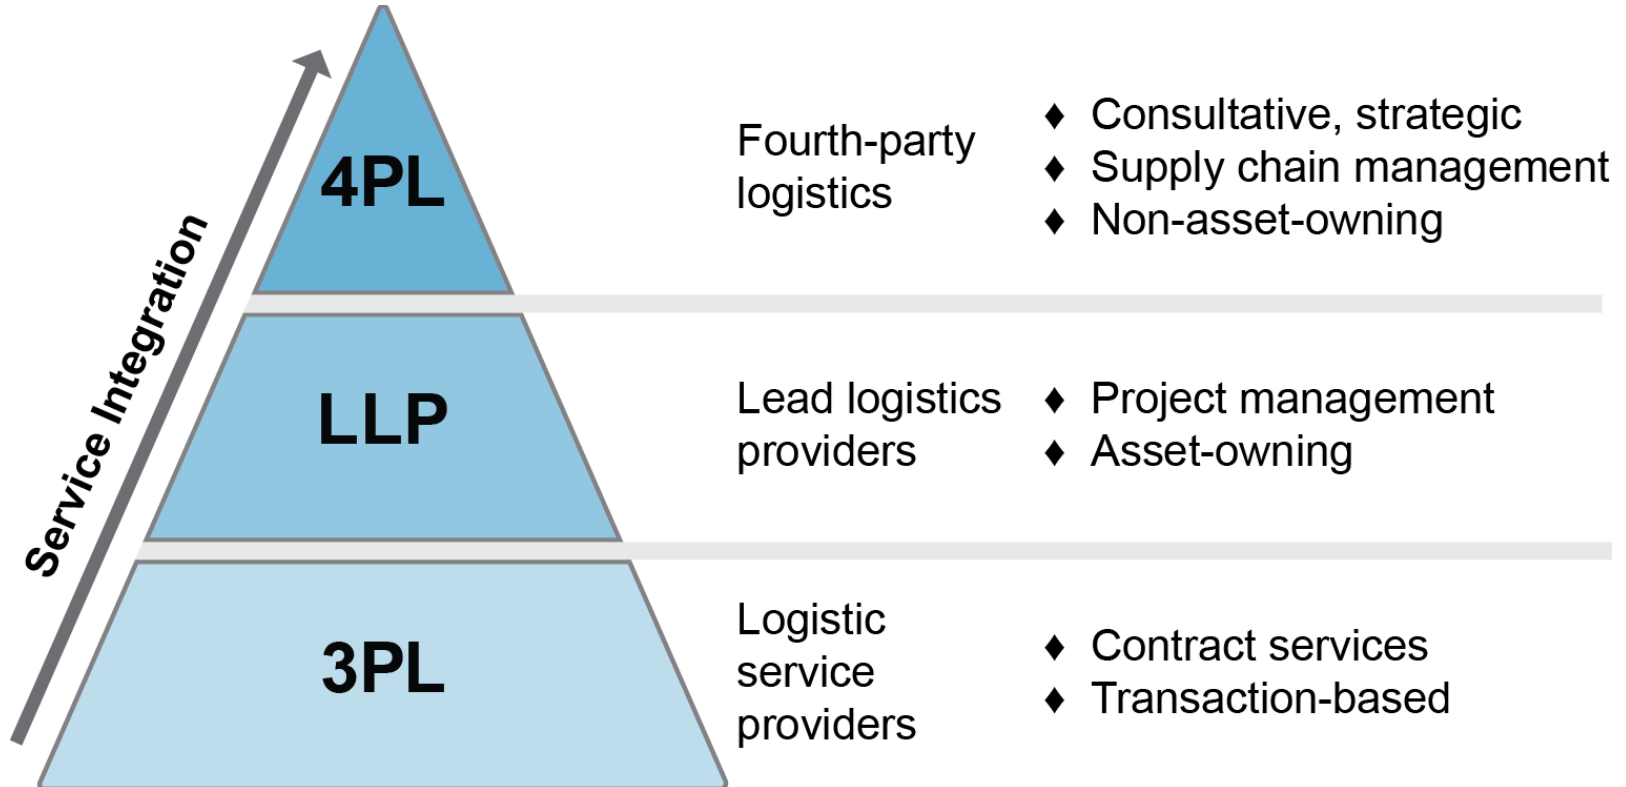 Service Integration
4PL
Fourth-party
logistics
♦ Consultative, strategic
♦ Supply chain management
♦ Non-asset-owning
LLP
Lead logistics
providers
♦ Project management
♦ Asset-owning
3PL
Logistic
service
providers
♦ Contract services
♦ Transaction-based